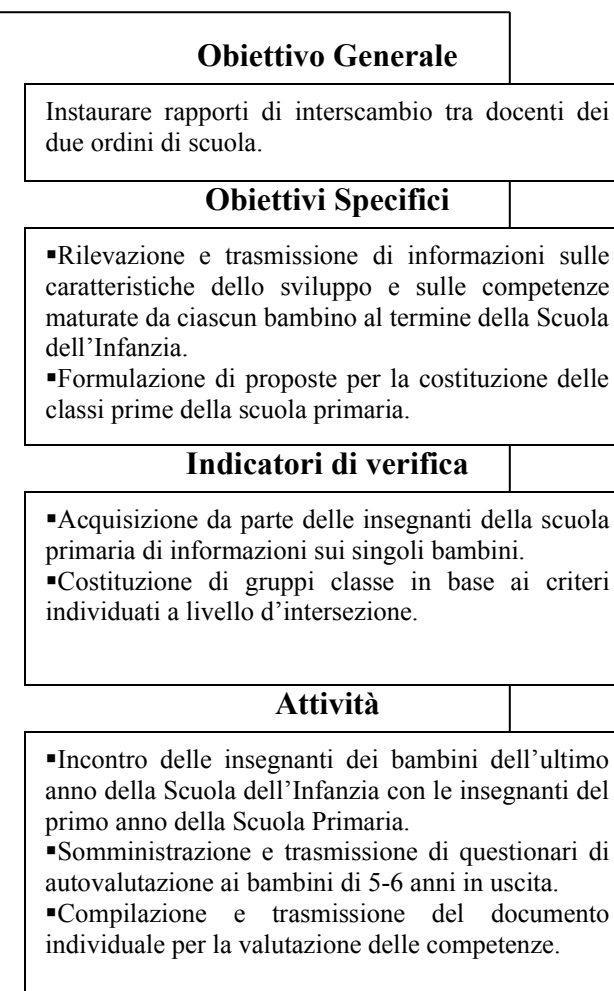 Obiettivo Generale
Instaurare rapporti di interscambio tra docenti dei
due ordini di scuola.
Obiettivi Specifici
▪Rilevazione e trasmissione di informazioni sulle
caratteristiche dello sviluppo e sulle competenze
maturate da ciascun bambino al termine della Scuola
dell’Infanzia.
▪Formulazione di proposte per la costituzione delle
classi prime della scuola primaria.
Indicatori di verifica
▪Acquisizione da parte delle insegnanti della scuola
primaria di informazioni sui singoli bambini.
▪Costituzione di gruppi classe in base ai criteri
individuati a livello d’intersezione.
Attività
▪Incontro delle insegnanti dei bambini dell’ultimo
anno della Scuola dell’Infanzia con le insegnanti del
primo anno della Scuola Primaria.
▪Somministrazione e trasmissione di questionari di
autovalutazione ai bambini di 5-6 anni in uscita.
▪Compilazione e trasmissione del documento
individuale per la valutazione delle competenze.